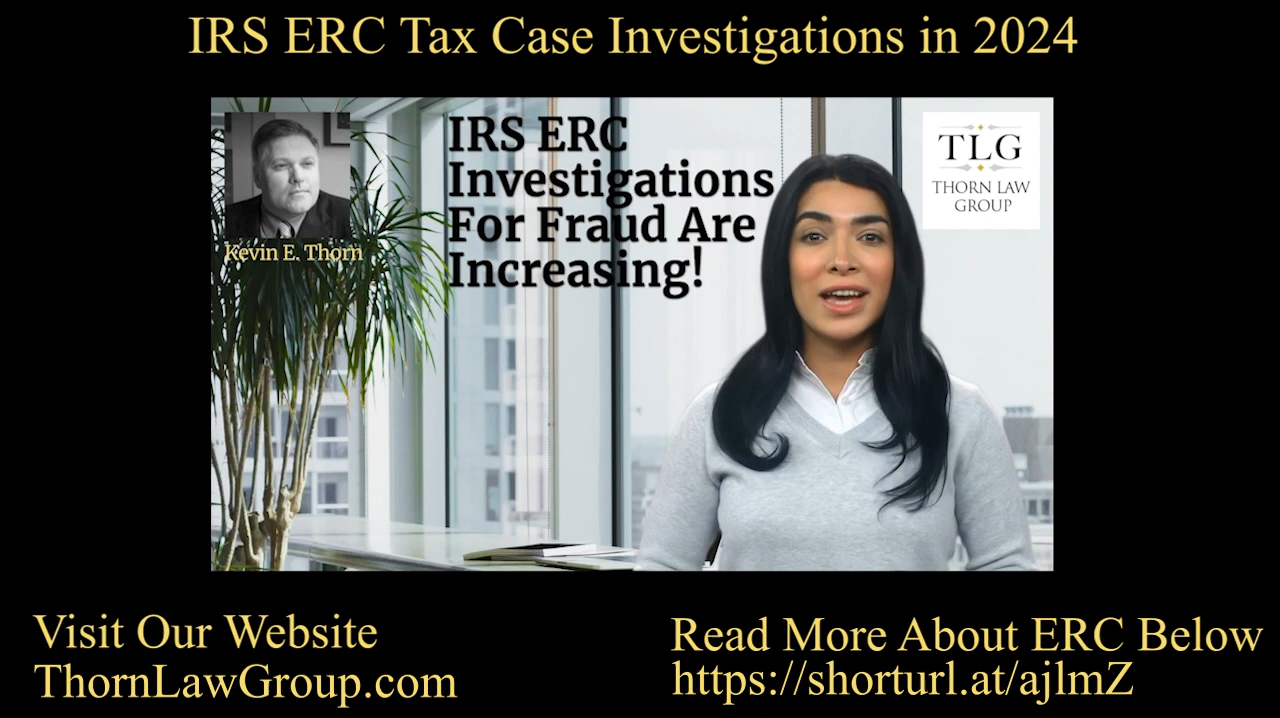 IRS ERC Tax Case Investigations in 2024
IRS ERC
Investigations
For Fraud Are
Increasing!
Kevin E. Thorn
TLG
THORN LAW
GROUP
Visit Our Website
ThornLawGroup.com
Read More About ERC Below
https://shorturl.at/ajlmZ